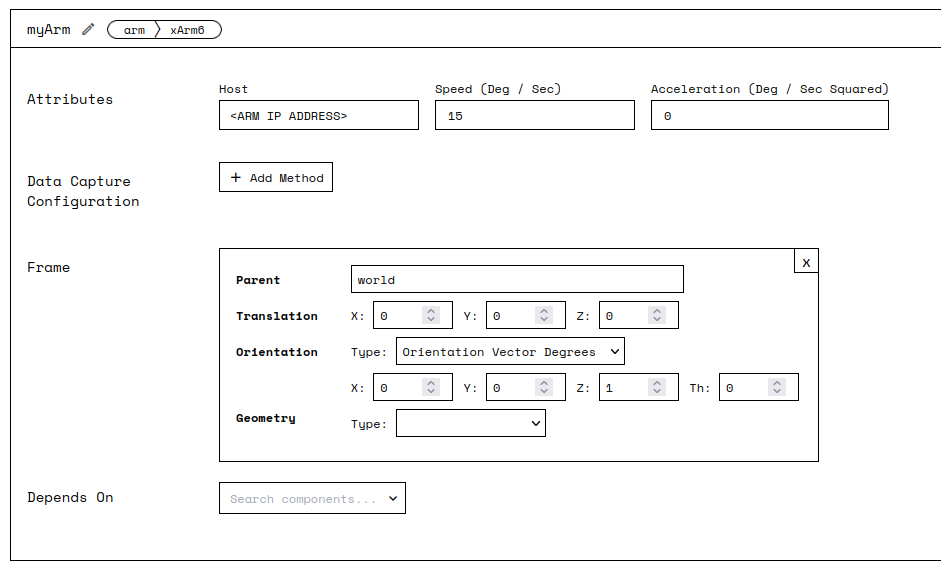 myArm arm xArm6
Host Speed (Deg / Sec) Acceleration (Deg / Sec Squared)
Attributes
<ARM IP ADDRESS> 15 0
Data Capture
Configuration
+ Add Method
Frame
X
Parent world
Translation X: 0 Y: 0 Z: 0
Orientation Type: Orientation Vector Degrees
X: 0 Y: 0 Z: 1 Th: 0
Geometry Type:
Depends On Search components...